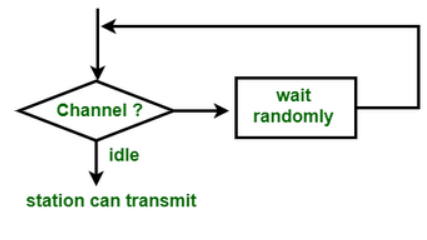 Channel ?
wait
randomly
idle
station can transmit